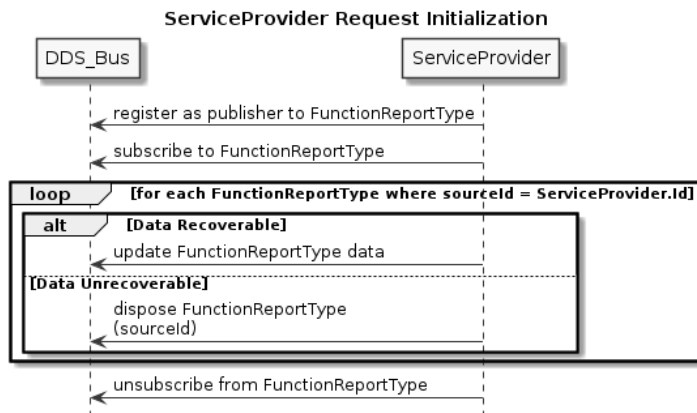 ServiceProvider Request Initialization
DDS_Bus
ServiceProvider
register as publisher to FunctionReportType
subscribe to FunctionReportType
loop [for each FunctionReportType where sourceId = ServiceProvider.Id]
alt [Data Recoverable]
update FunctionReportType data
[Data Unrecoverable]
dispose FunctionReportType
(sourceId)
unsubscribe from FunctionReportType